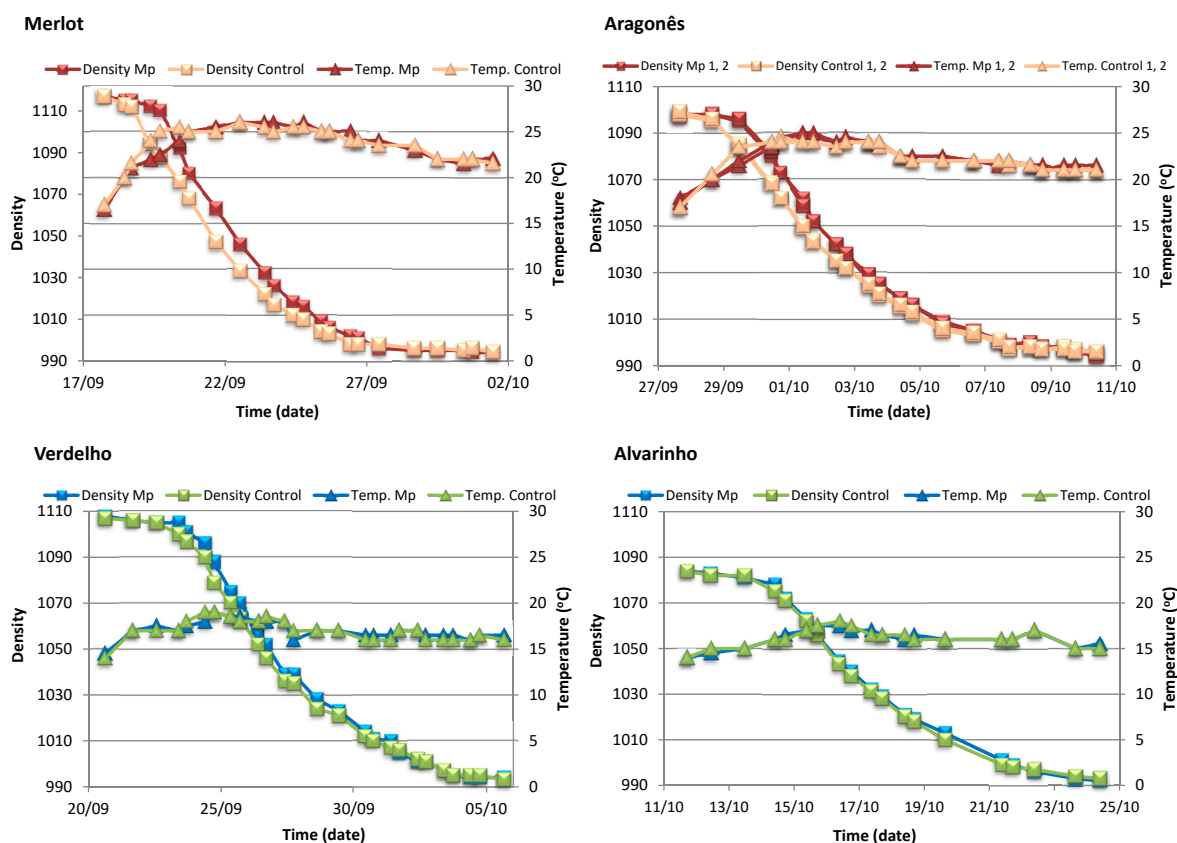 Merlot
Density Mp Density Control Temp. Mp Temp. Control
1110
1090
1070
1050
1030
1010
990
Density
30
25
20
15
10
5
0
Temperature (ºC)
17/09 22/09 27/09 02/10
Time (date)
Aragonês
Density Mp 1, 2 Density Control 1, 2 Temp. Mp 1, 2 Temp. Control 1, 2
1110
1090
1070
1050
1030
1010
990
Density
30
25
20
15
10
5
0
Temperature (ºC)
27/09 29/09 01/10 03/10 05/10 07/10 09/10 11/10
Time (date)
Verdelho
Density Mp Density Control Temp. Mp Temp. Control
1110
1090
1070
1050
1030
1010
990
Density
30
25
20
15
10
5
0
Temperature (ºC)
20/09 25/09 30/09 05/10
Time (date)
Alvarinho
Density Mp Density Control Temp. Mp Temp. Control
1110
1090
1070
1050
1030
1010
990
Density
30
25
20
15
10
5
0
Temperature (ºC)
11/10 13/10 15/10 17/10 19/10 21/10 23/10 25/10
Time (date)